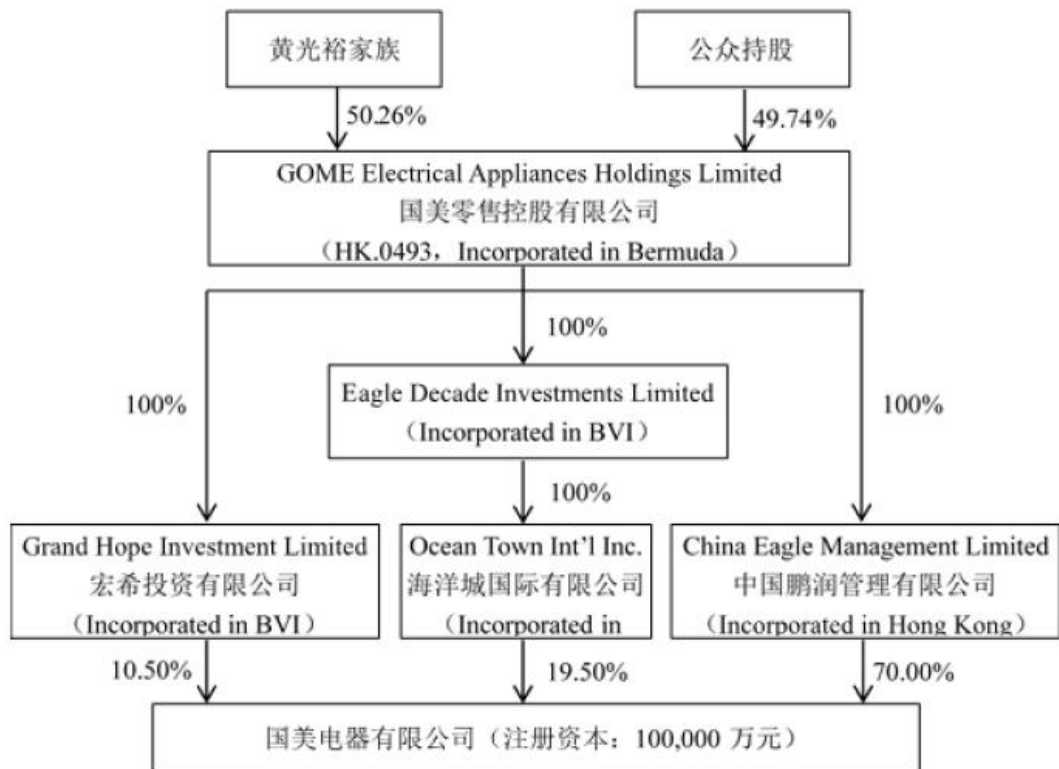 黄光裕家族
公众持股
50.26%
49.74%
GOME Electrical Appliances Holdings Limited
国美零售控股有限公司
（HK.0493，Incorporated in Bermuda）
100%
100%
100%
Eagle Decade Investments Limited
（Incorporated in BVI）
100%
Grand Hope Investment Limited
宏希投资有限公司
（Incorporated in BVI）
Ocean Town Int’l Inc.
海洋城国际有限公司
（Incorporated in
China Eagle Management Limited
中国鹏润管理有限公司
（Incorporated in Hong Kong）
10.50%
19.50%
70.00%
国美电器有限公司（注册资本：100,000 万元）